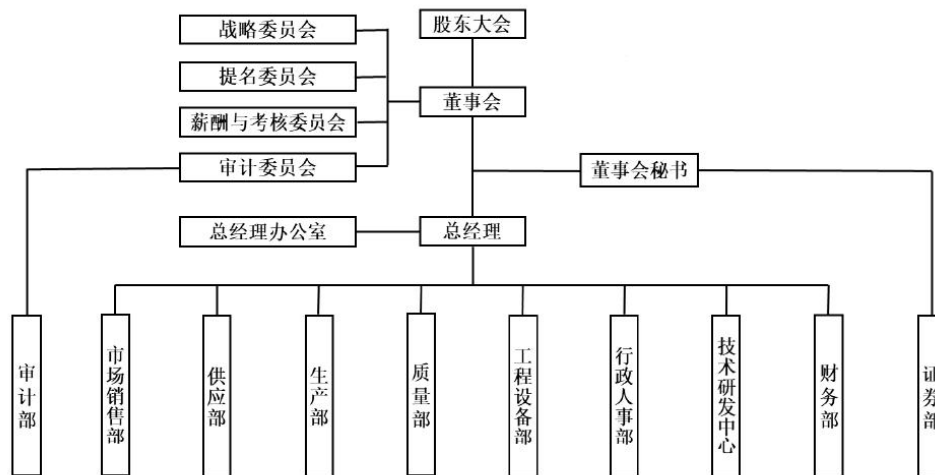 战略委员会
股东大会
提名委员会
董事会
薪酬与考核委员会
审计委员会
董事会秘书
总经理办公室
总经理
审计部
市场销售部
供应部
生产部
质量部
工程设备部
行政人事部
技术研发中心
财务部
证券部